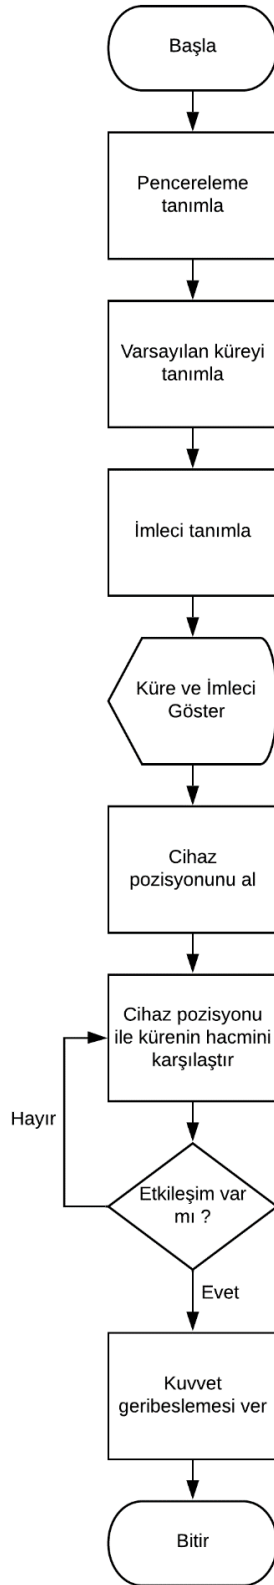 Başla
Pencereleme
tanımla
Varsayılan küreyi
tanımla
İmleci tanımla
Küre ve İmleci
Göster
Cihaz
pozisyonunu al
Cihaz pozisyonu
ile kürenin hacmini
karşılaştır
Hayır
Etkileşim var
mı ?
Evet
Kuvvet
geribeslemesi ver
Bitir